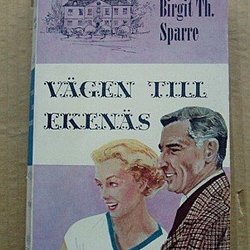 Birgit Th.
Sparre
VÄGEN TILL
EKENÄS